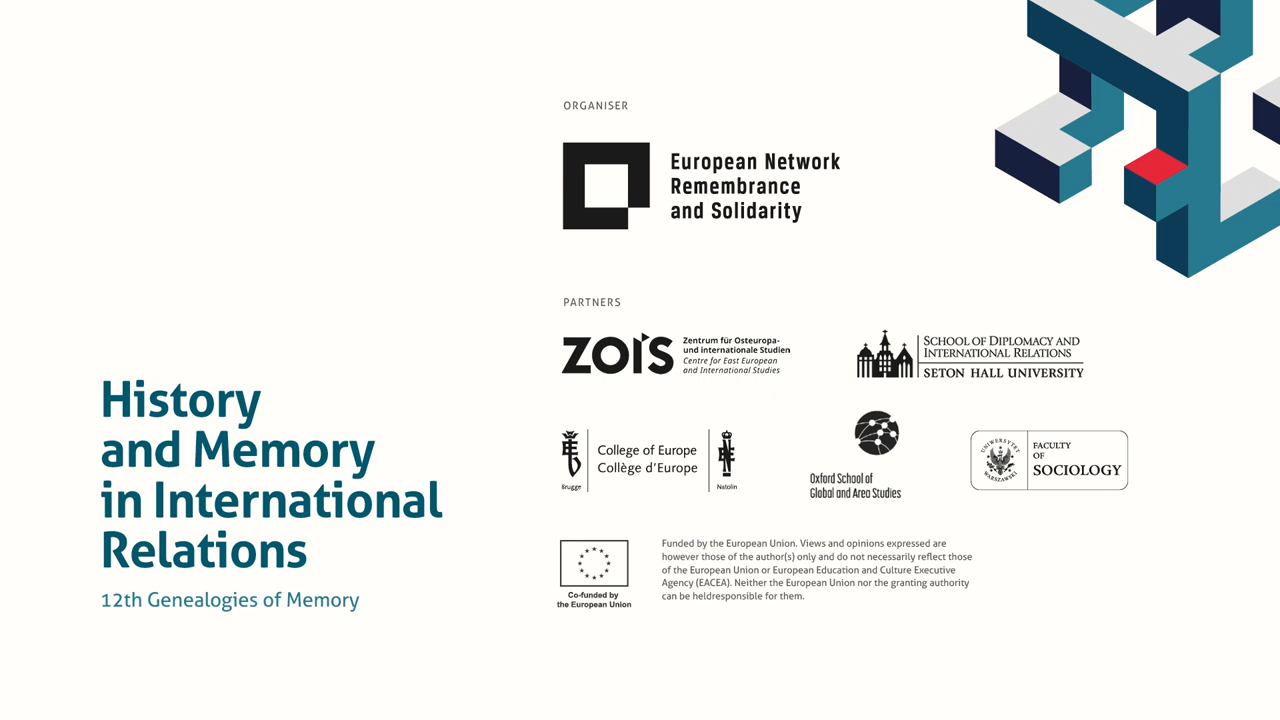 ORGANISER
European Network
Remembrance
and Solidarity
PARTNERS
ZOiS
Zentrum für Osteuropa-
und internationale Studien
Centre for East European
and International Studies
SCHOOL OF DIPLOMACY AND
INTERNATIONAL RELATIONS
SETON HALL UNIVERSITY
History
and Memory
in International
Relations
12th Genealogies of Memory
College of Europe
Collège d'Europe
Brugge
Natolin
Oxford School of
Global and Area Studies
UNIWERSYTET
WARSZAWSKI
FACULTY
OF
SOCIOLOGY
Co-funded by
the European Union
Funded by the European Union. Views and opinions expressed are
however those of the author(s) only and do not necessarily reflect those
of the European Union or European Education and Culture Executive
Agency (EACEA). Neither the European Union nor the granting authority
can be heldresponsible for them.